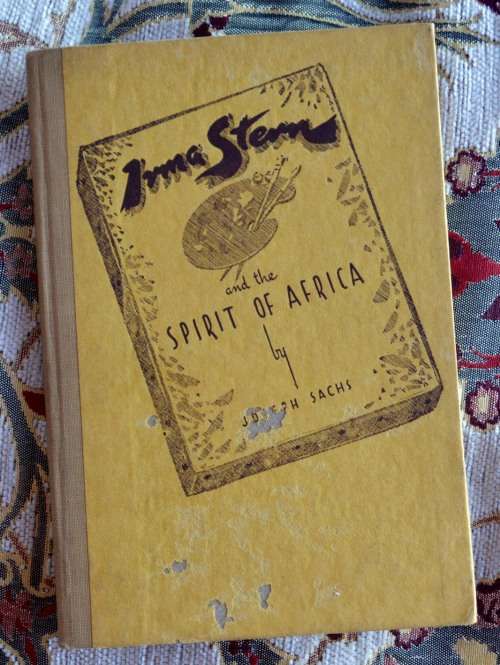 Irma Stern
and the
SPIRIT OF AFRICA
by
JOSEPH SACHS